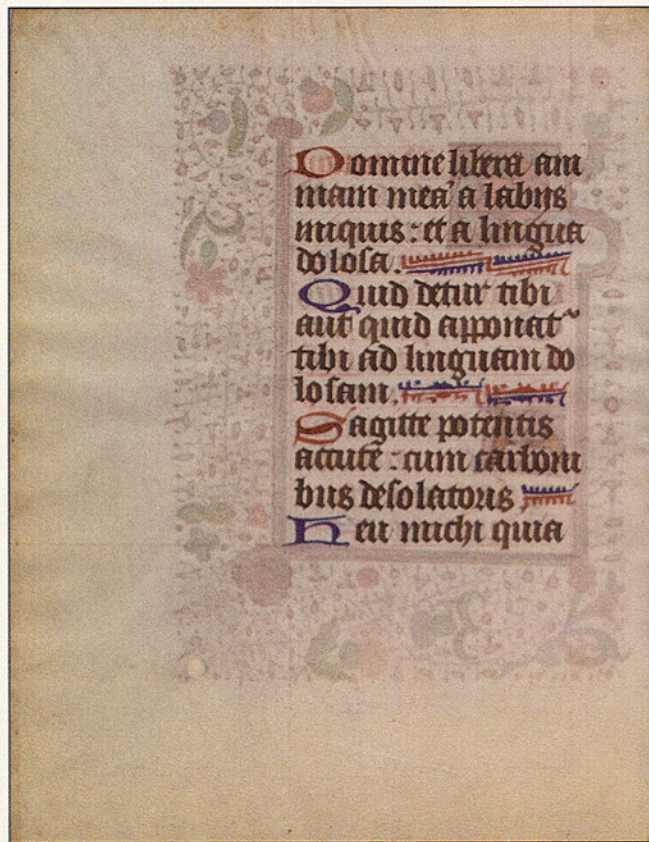 Domine libera ani
mam mea᷉ a labijs
iniquis : et a lingua
dolosa.
Quid detur tibi
aut quid apponat᷑
tibi ad linguam do
losam.
Sagitte potentis
acute : cum carboni
bus desolatoriis
Heu michi quia